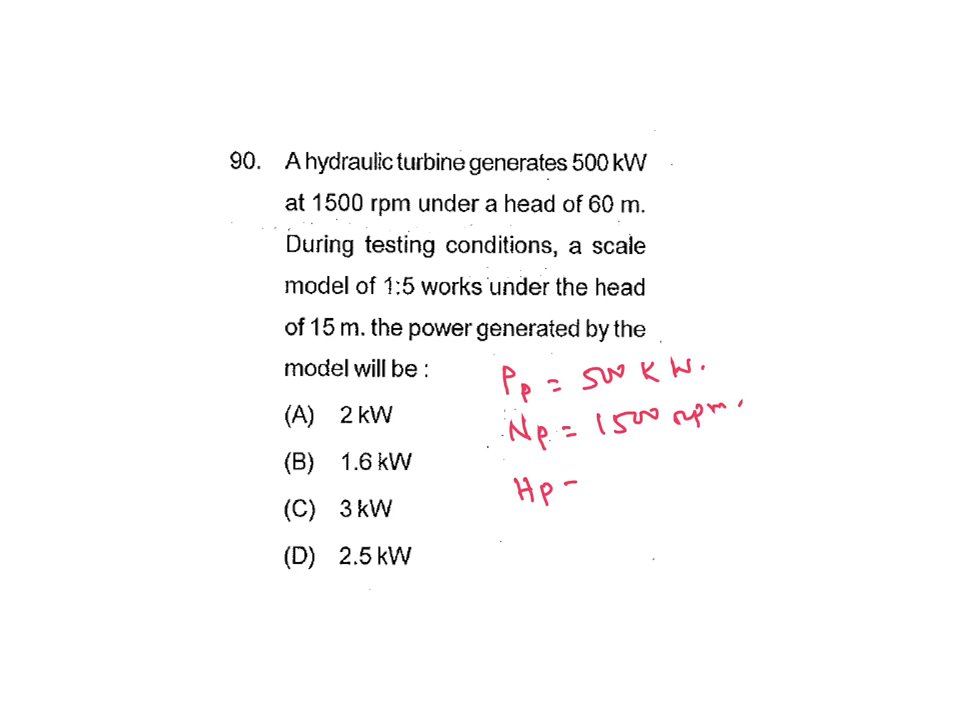 90. A hydraulic turbine generates 500 kW
at 1500 rpm under a head of 60 m.
During testing conditions, a scale
model of 1:5 works under the head
of 15 m. the power generated by the
model will be :
(A) 2 kW
(B) 1.6 kW
(C) 3 kW
(D) 2.5 kW
Pp = 500 KW.
Np = 1500 rpm.
Hp -